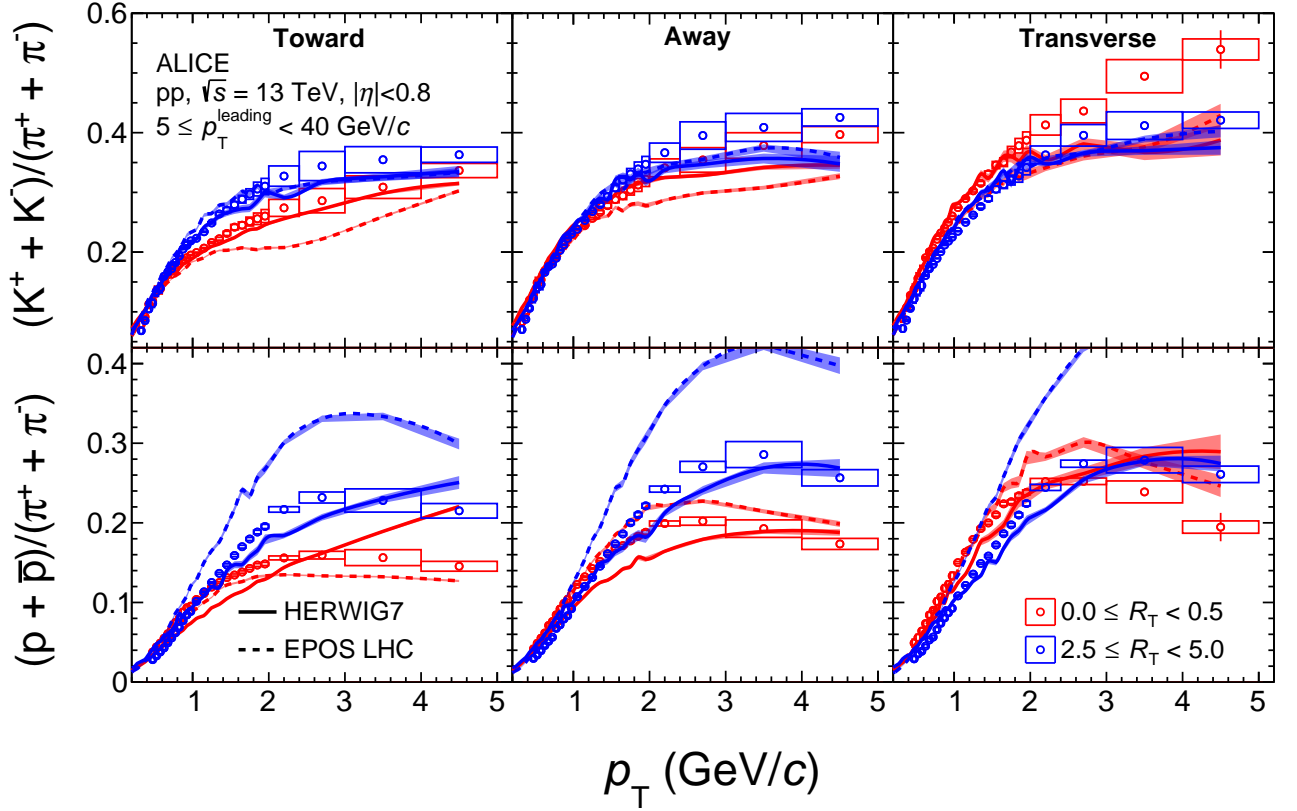 Toward
Away
Transverse
ALICE
pp, √s = 13 TeV, |η|<0.8
5 ≤ p_T^leading < 40 GeV/c
(K⁺ + K⁻)/(π⁺ + π⁻)
0.6
0.4
0.2
(p + p̅)/(π⁺ + π⁻)
0.4
0.3
0.2
0.1
0
HERWIG7
EPOS LHC
0.0 ≤ R_T < 0.5
2.5 ≤ R_T < 5.0
1 2 3 4 5
1 2 3 4 5
1 2 3 4 5
p_T (GeV/c)